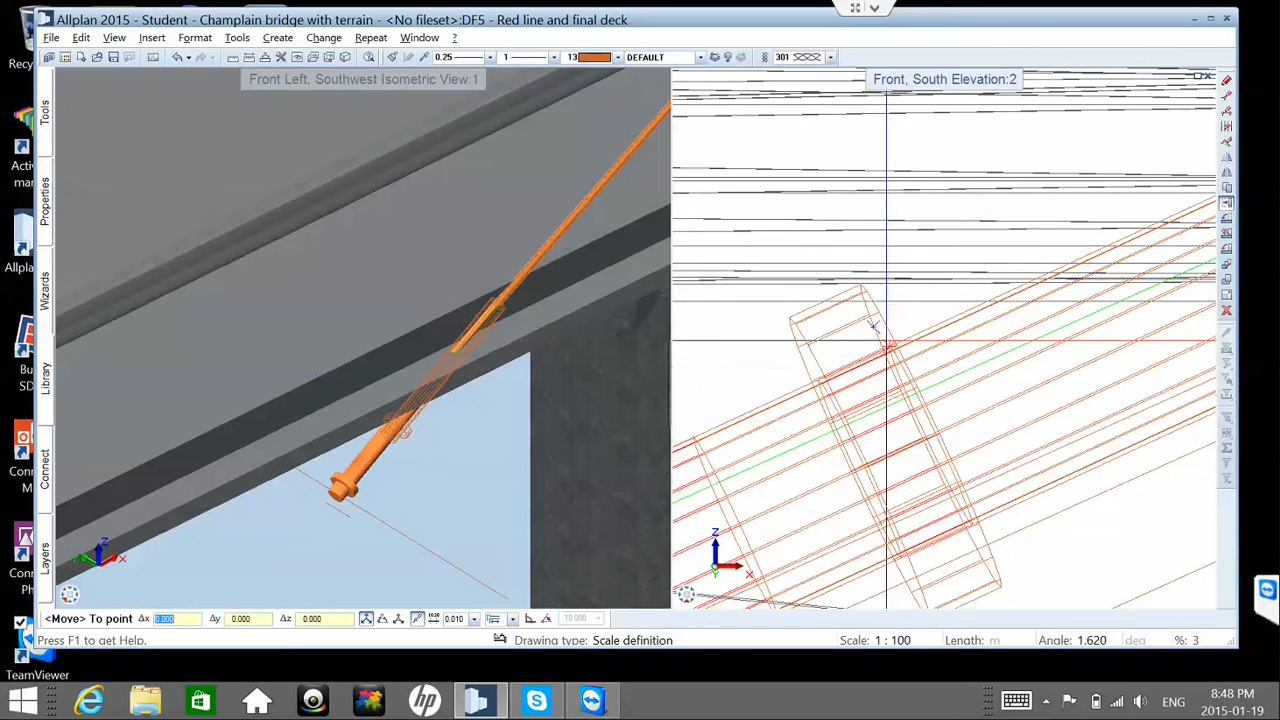 Allplan 2015 - Student - Champlain bridge with terrain - <No fileset>:DF5 - Red line and final deck
File Edit View Insert Format Tools Create Change Repeat Window ?
0.25 1 13 DEFAULT 301
Front Left, Southwest Isometric View:1
Front, South Elevation:2
Tools
Properties
Wizards
Library
Connect
Layers
Z
X
Z
X
Y
<Move> To point Δx 0.000 Δy 0.000 Δz 0.000 1020 0.010 10 000
Press F1 to get Help. Drawing type: Scale definition Scale: 1 : 100 Length: m Angle: 1.620 deg %: 3
TeamViewer
hp
ENG
8:48 PM
2015-01-19